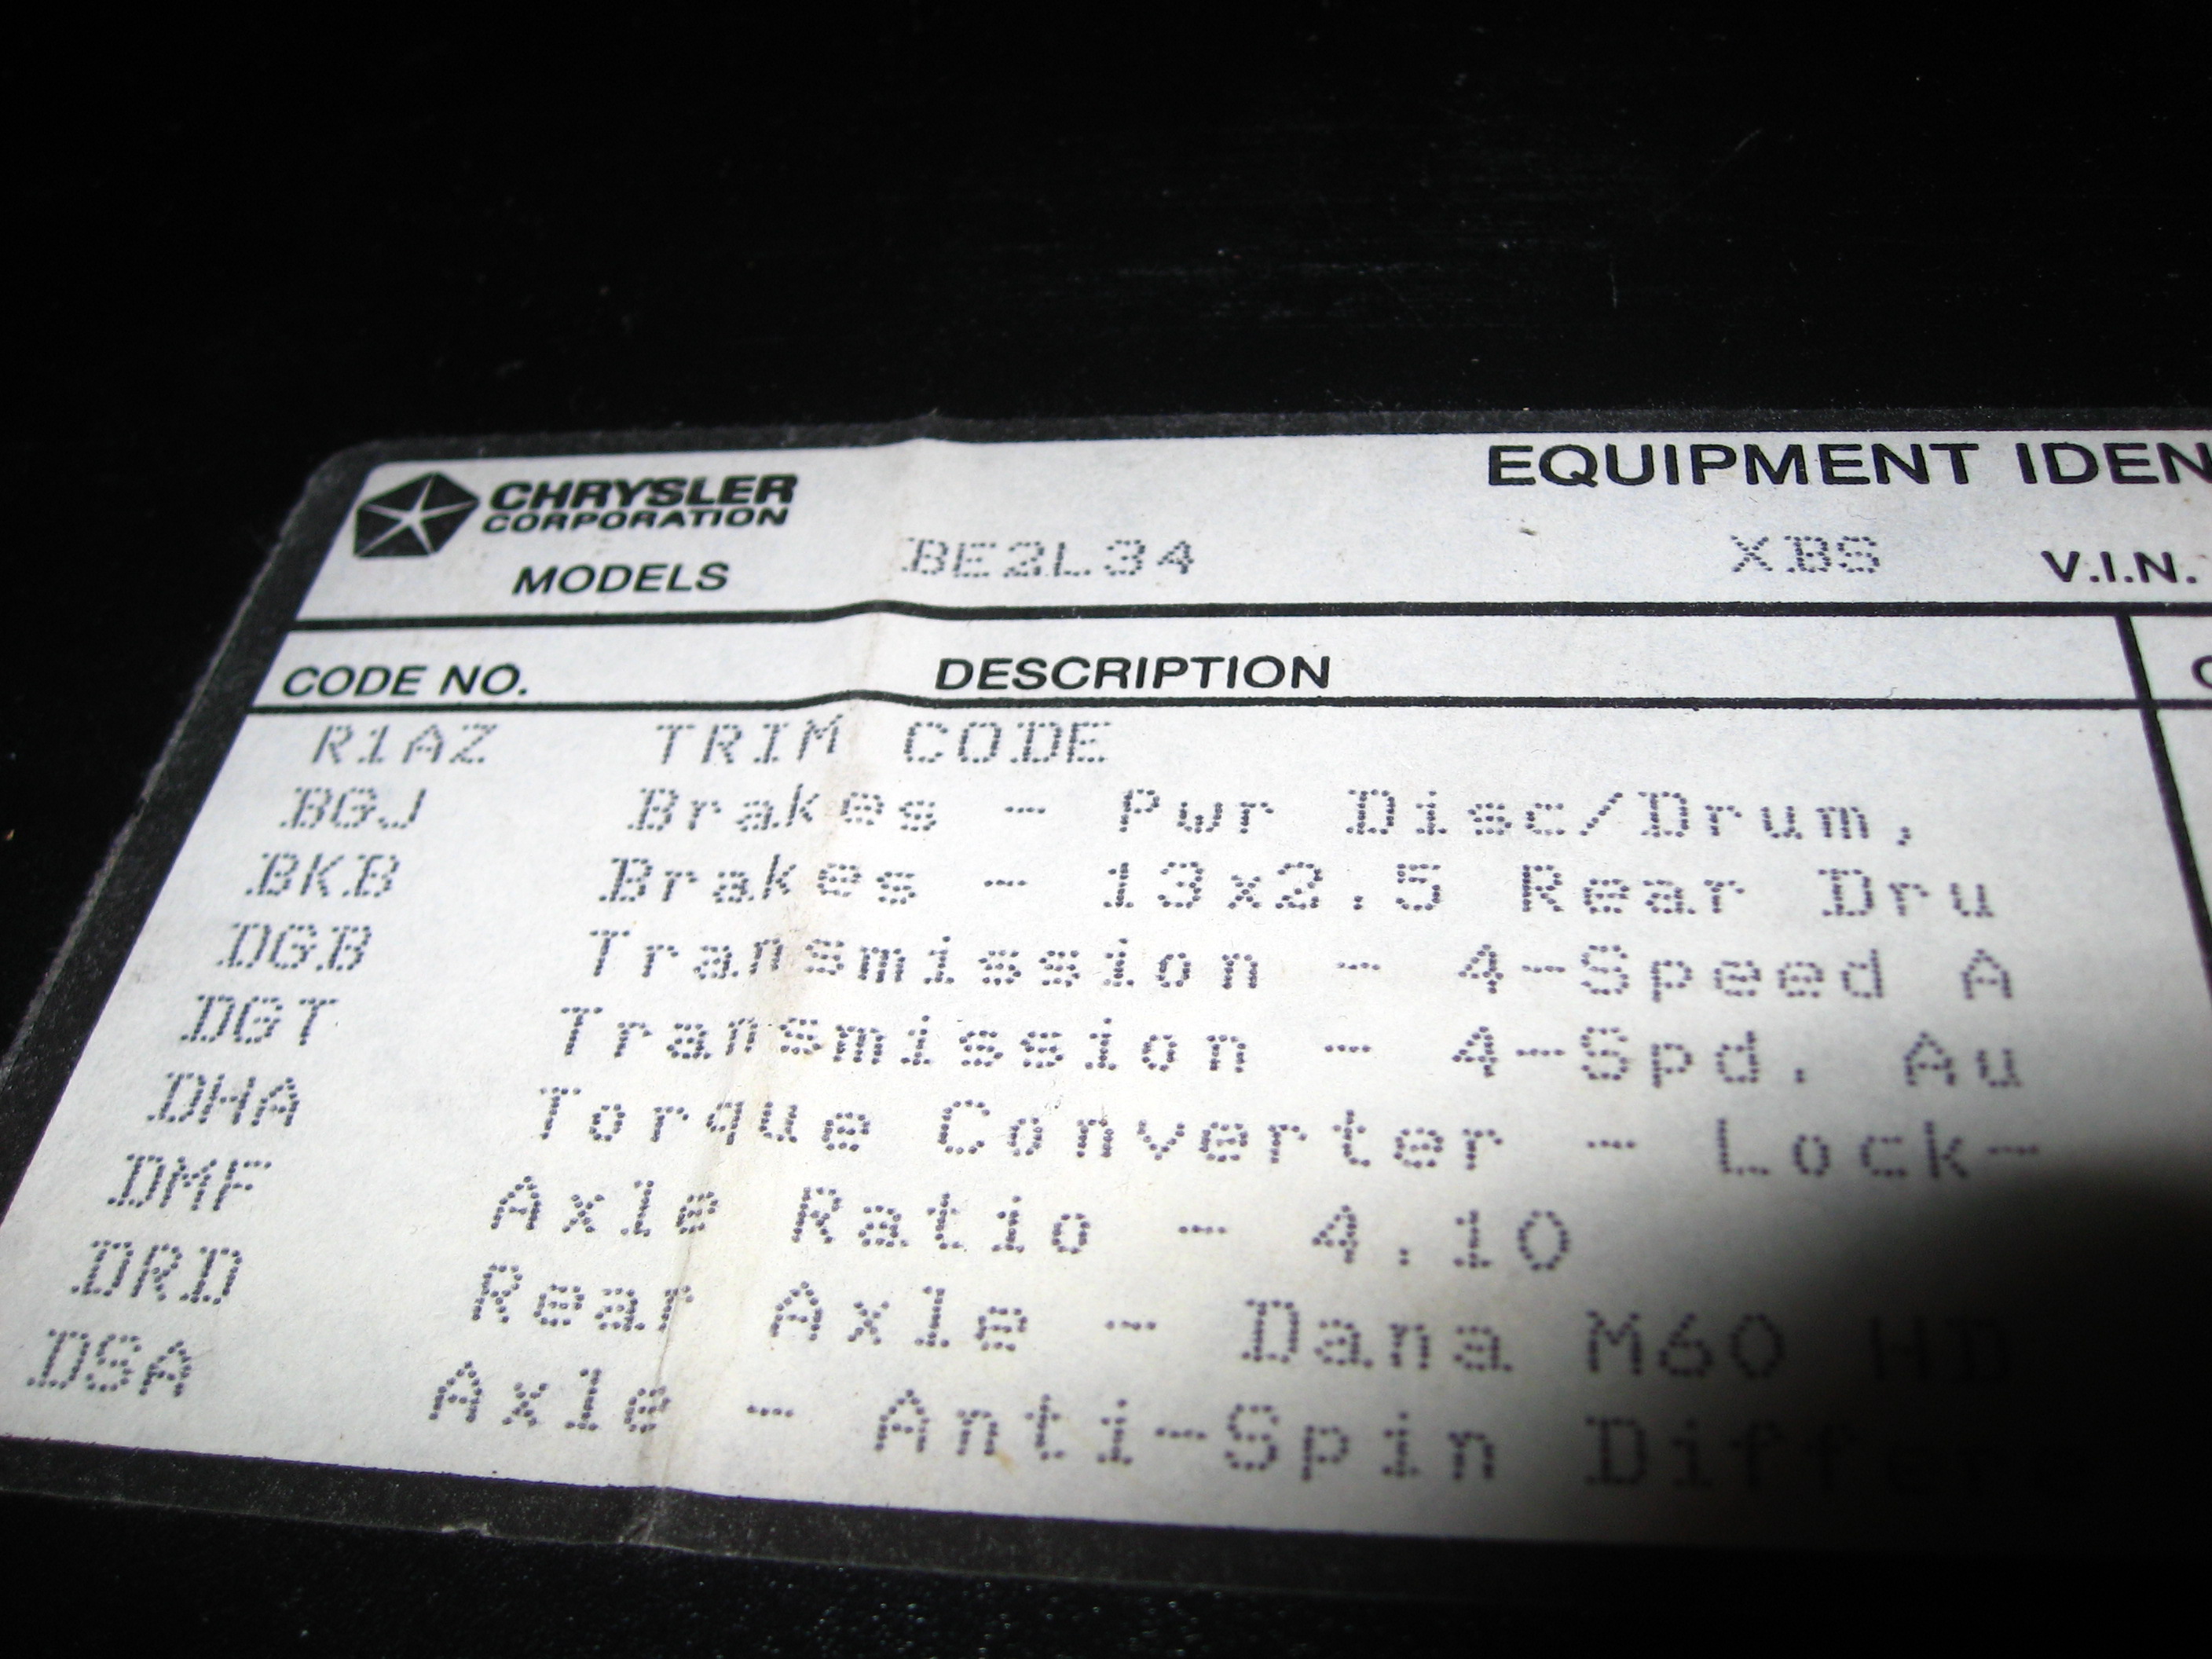 CHRYSLER
CORPORATION
EQUIPMENT IDEN
MODELS BE2L34 XBS V.I.N.
CODE NO. DESCRIPTION
R1AZ TRIM CODE
BGJ Brakes - Pwr Disc/Drum,
BKB Brakes - 13x2.5 Rear Dru
DGB Transmission - 4-Speed A
DGT Transmission - 4-Spd. Au
DHA Torque Converter - Lock-
DMF Axle Ratio - 4.10
DRD Rear Axle - Dana M60 HD
DSA Axle - Anti-Spin Differe